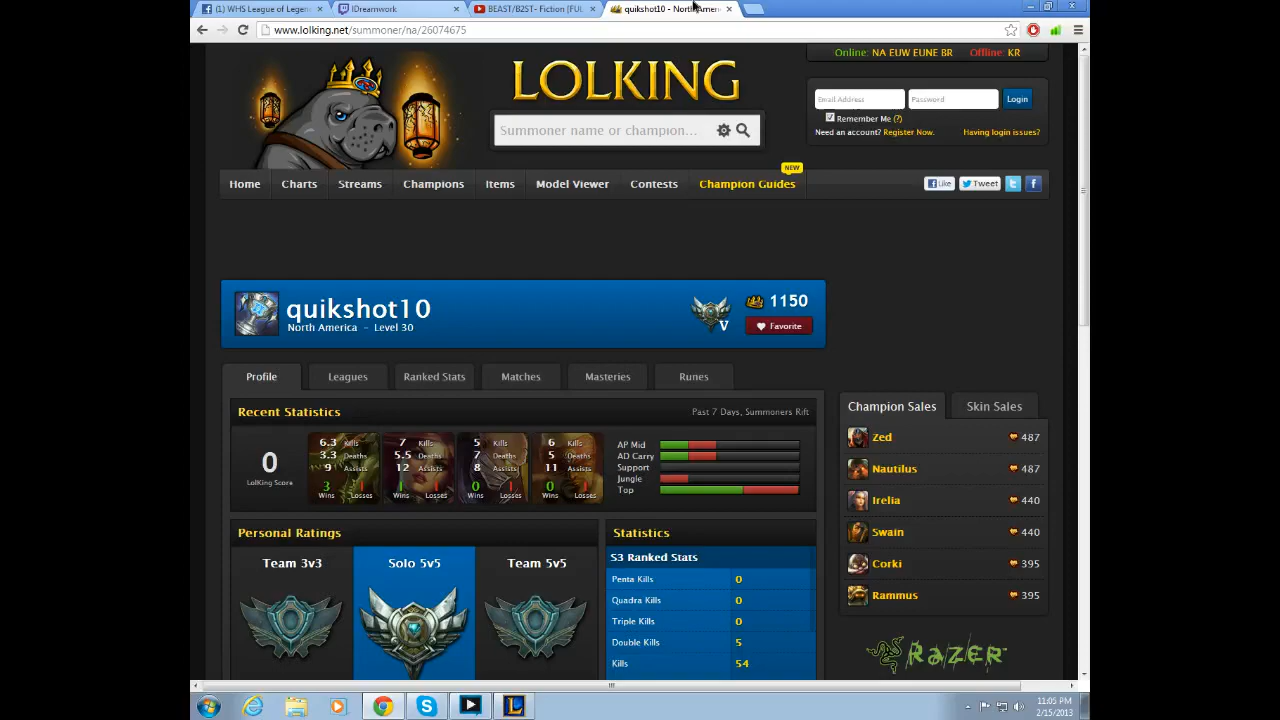 (1) WHS League of Legen
IDreamwork
BEAST/B2ST- Fiction [FUL
quikshot10 - North Ameri
www.lolking.net/summoner/na/26074675
LOLKING
Summoner name or champion...
Online: NA EUW EUNE BR Offline: KR
Email Address
Password
Login
Remember Me (?)
Need an account? Register Now.
Having login issues?
NEW
Home
Charts
Streams
Champions
Items
Model Viewer
Contests
Champion Guides
Like
Tweet
quikshot10
North America - Level 30
V
1150
Favorite
Profile
Leagues
Ranked Stats
Matches
Masteries
Runes
Recent Statistics
Past 7 Days, Summoners Rift
0
LolKing Score
6.3 Kills
3.3 Deaths
9 Assists
3 1
Wins Losses
7 Kills
5.5 Deaths
12 Assists
1 1
Wins Losses
5 Kills
7 Deaths
8 Assists
0 1
Wins Losses
6 Kills
5 Deaths
11 Assists
0 1
Wins Losses
AP Mid
AD Carry
Support
Jungle
Top
Champion Sales
Skin Sales
Zed 487
Nautilus 487
Irelia 440
Swain 440
Corki 395
Rammus 395
Personal Ratings
Team 3v3
Solo 5v5
Team 5v5
Statistics
S3 Ranked Stats
Penta Kills 0
Quadra Kills 0
Triple Kills 0
Double Kills 5
Kills 54
RAZER
11:05 PM
2/15/2013